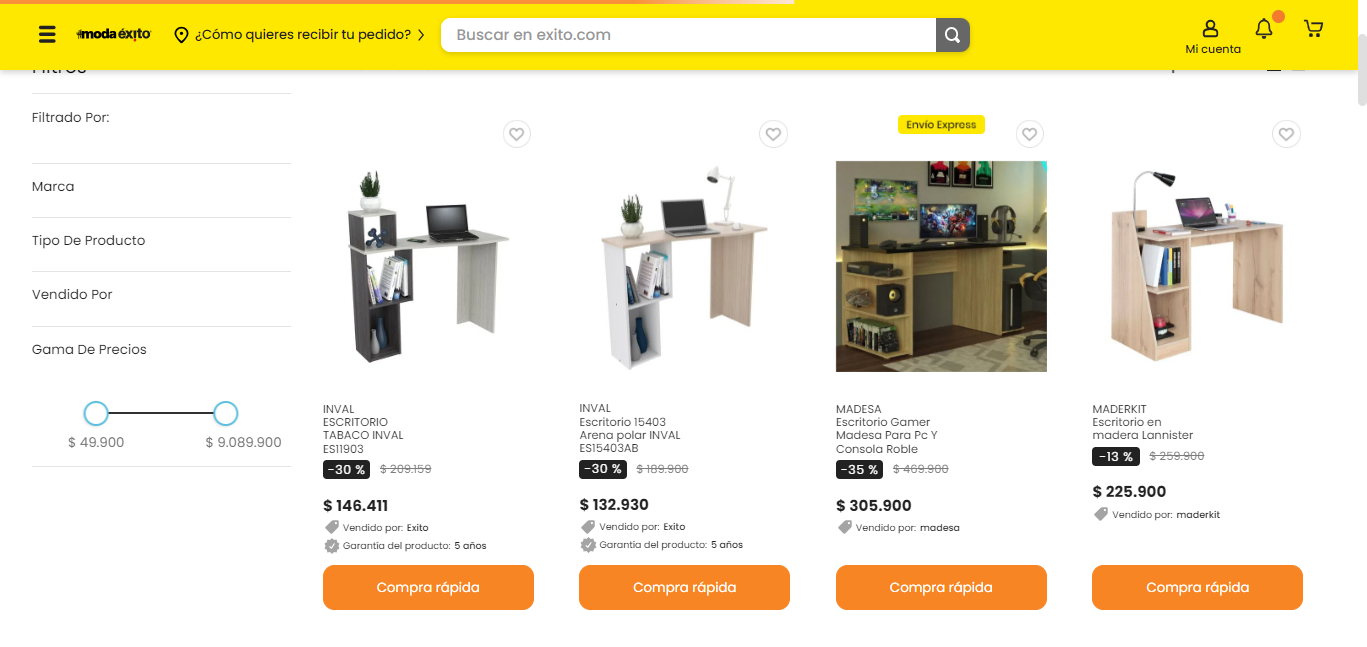 moda éxito
¿Cómo quieres recibir tu pedido?
Buscar en exito.com
Mi cuenta
Filtros
Filtrado Por:
Marca
Tipo De Producto
Vendido Por
Gama De Precios
$ 49.900
$ 9.089.900
INVAL
ESCRITORIO
TABACO INVAL
ES11903
-30 % $ 209.159
$ 146.411
Vendido por: Exito
Garantía del producto: 5 años
Compra rápida
INVAL
Escritorio 15403
Arena polar INVAL
ES15403AB
-30 % $ 189.900
$ 132.930
Vendido por: Exito
Garantía del producto: 5 años
Compra rápida
Envío Express
MADESA
Escritorio Gamer
Madesa Para Pc Y
Consola Roble
-35 % $ 469.900
$ 305.900
Vendido por: madesa
Compra rápida
MADERKIT
Escritorio en
madera Lannister
-13 % $ 259.900
$ 225.900
Vendido por: maderkit
Compra rápida